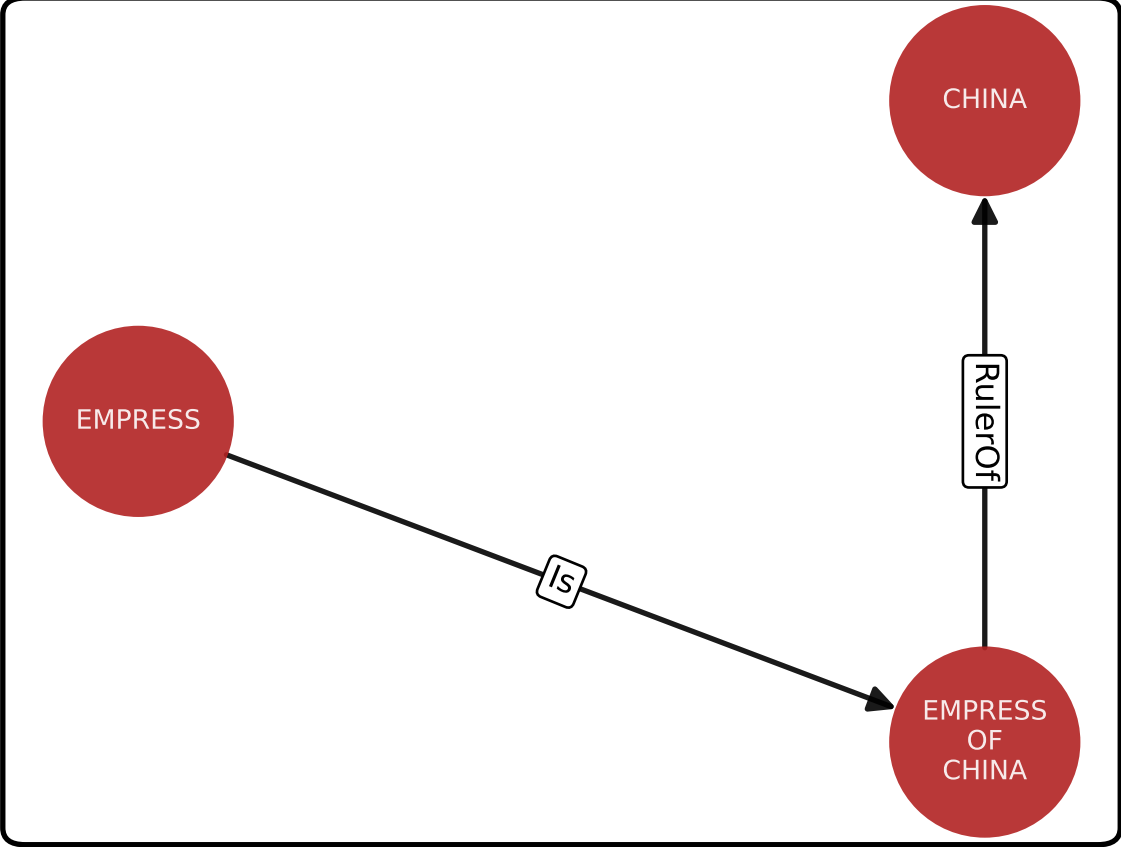 CHINA
EMPRESS
RulerOf
Is
EMPRESS
OF
CHINA